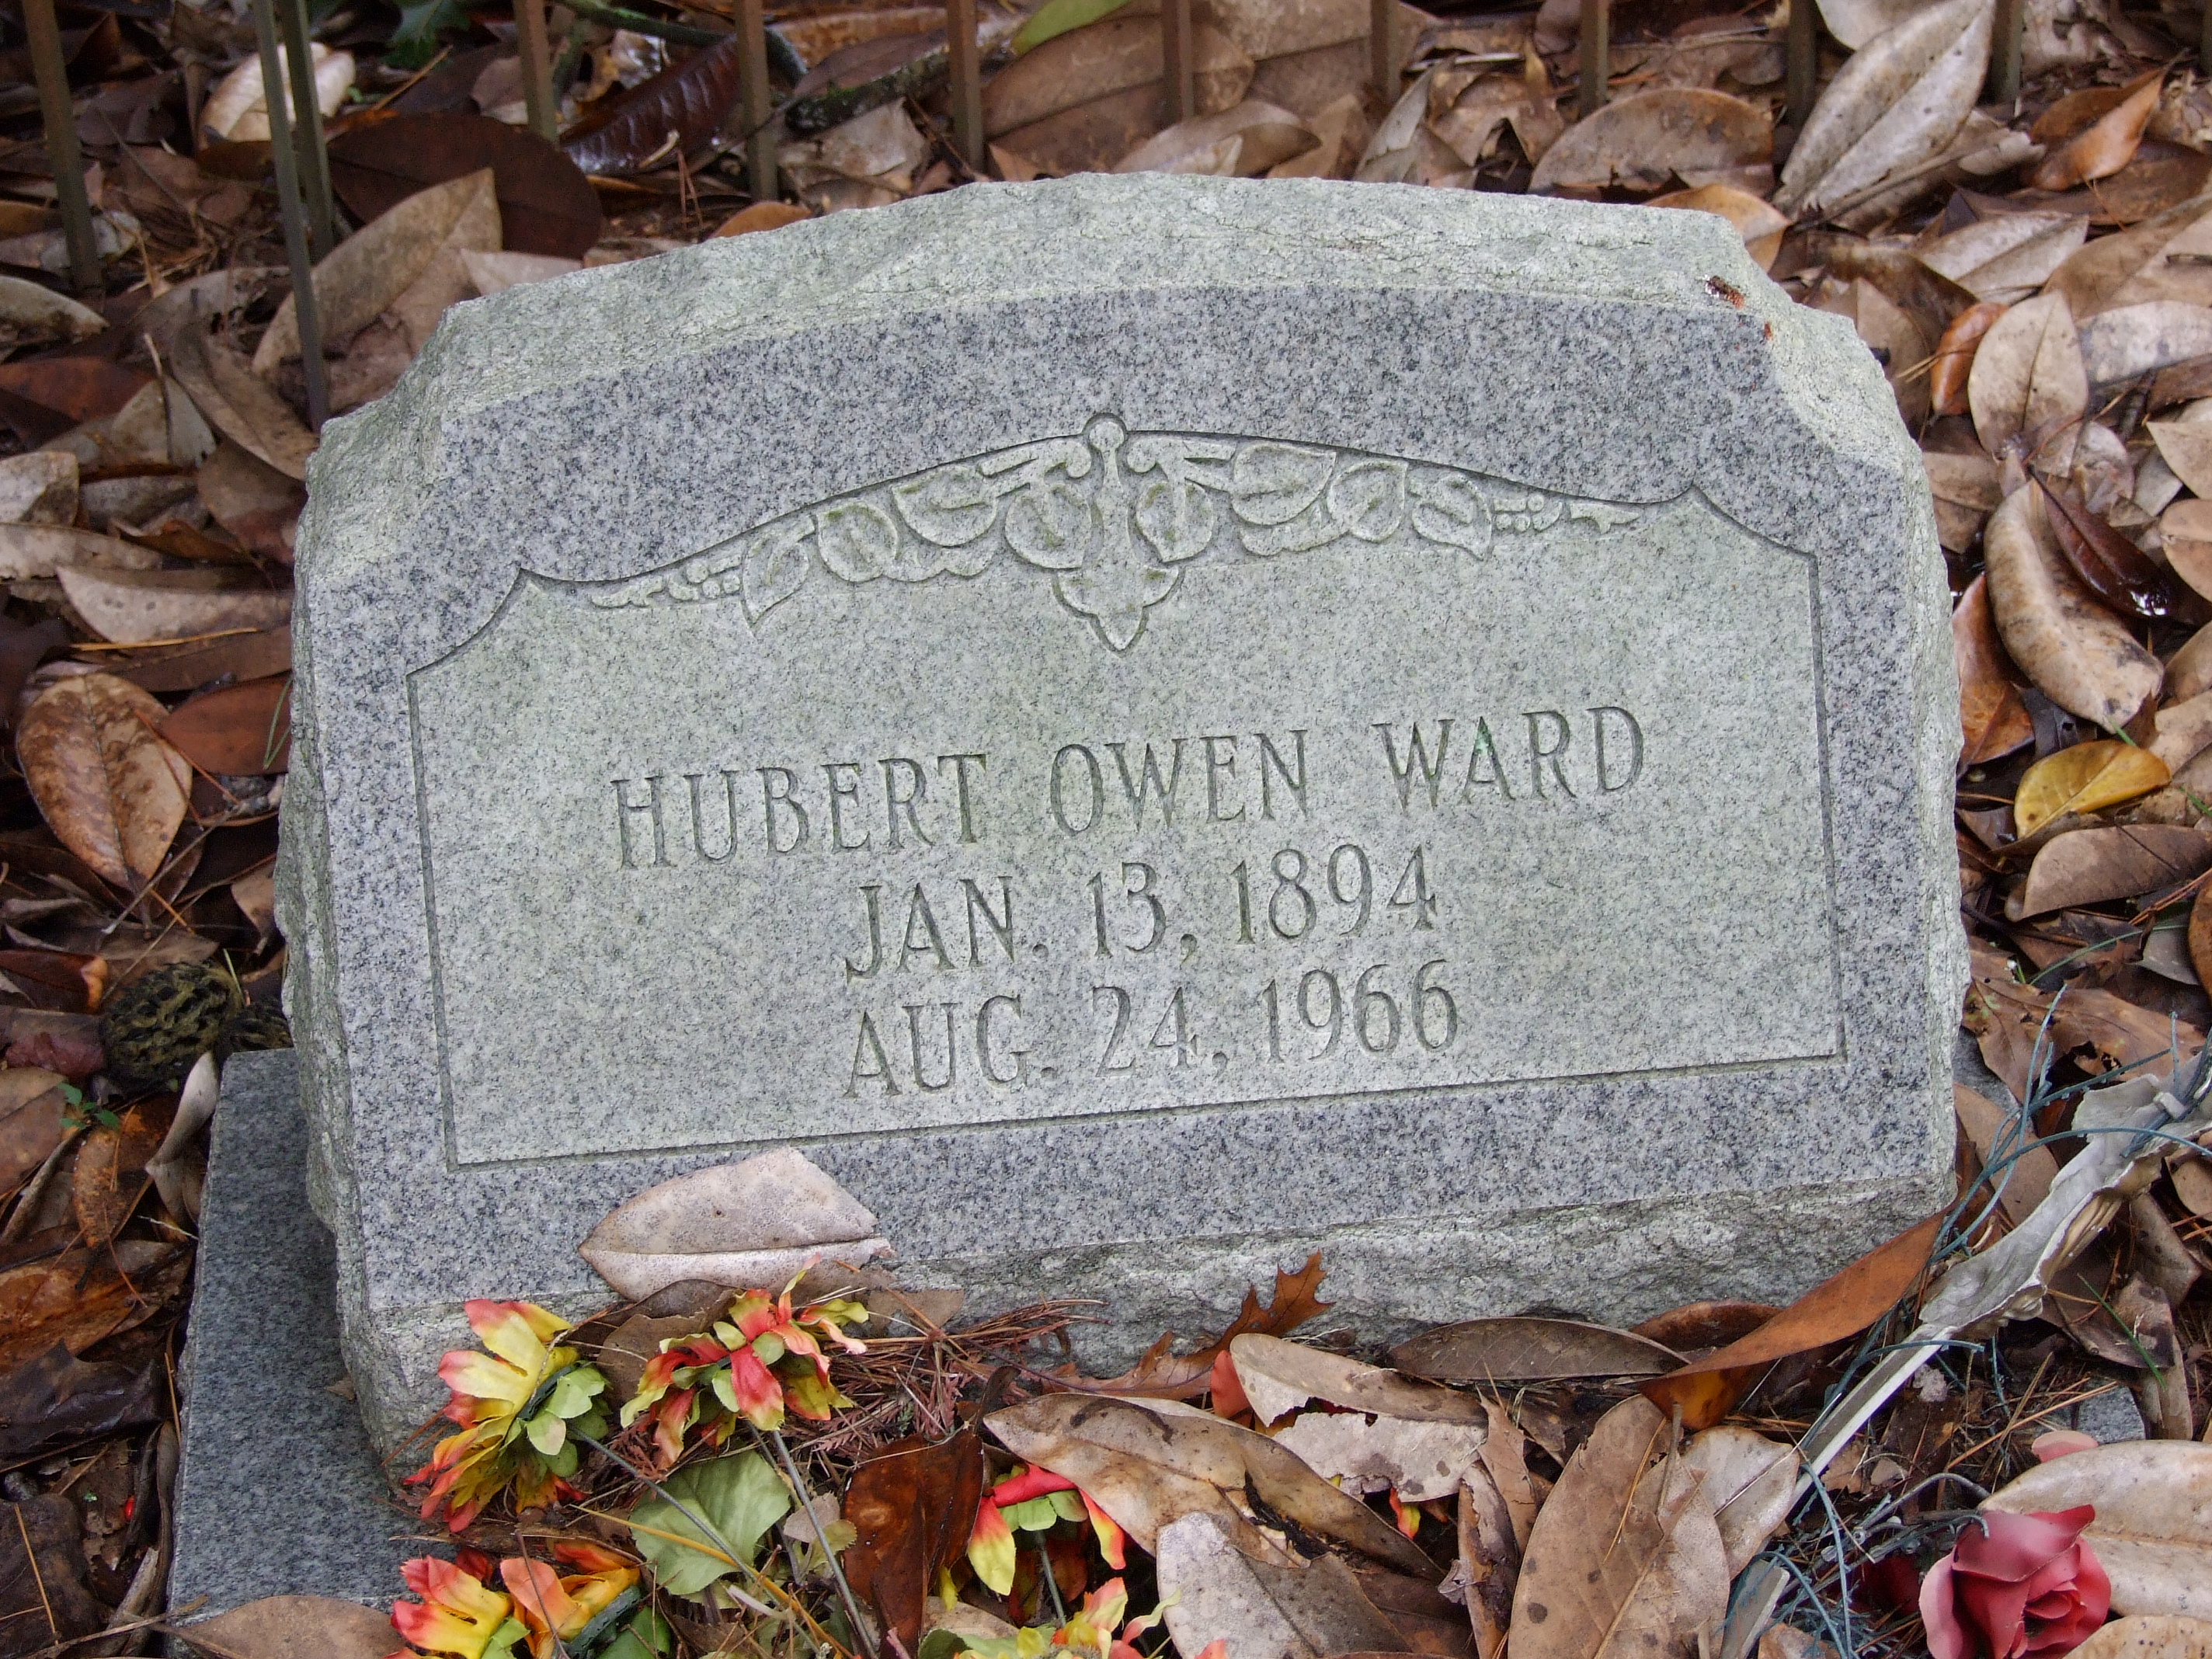 HUBERT OWEN WARD
JAN. 13, 1894
AUG. 24, 1966